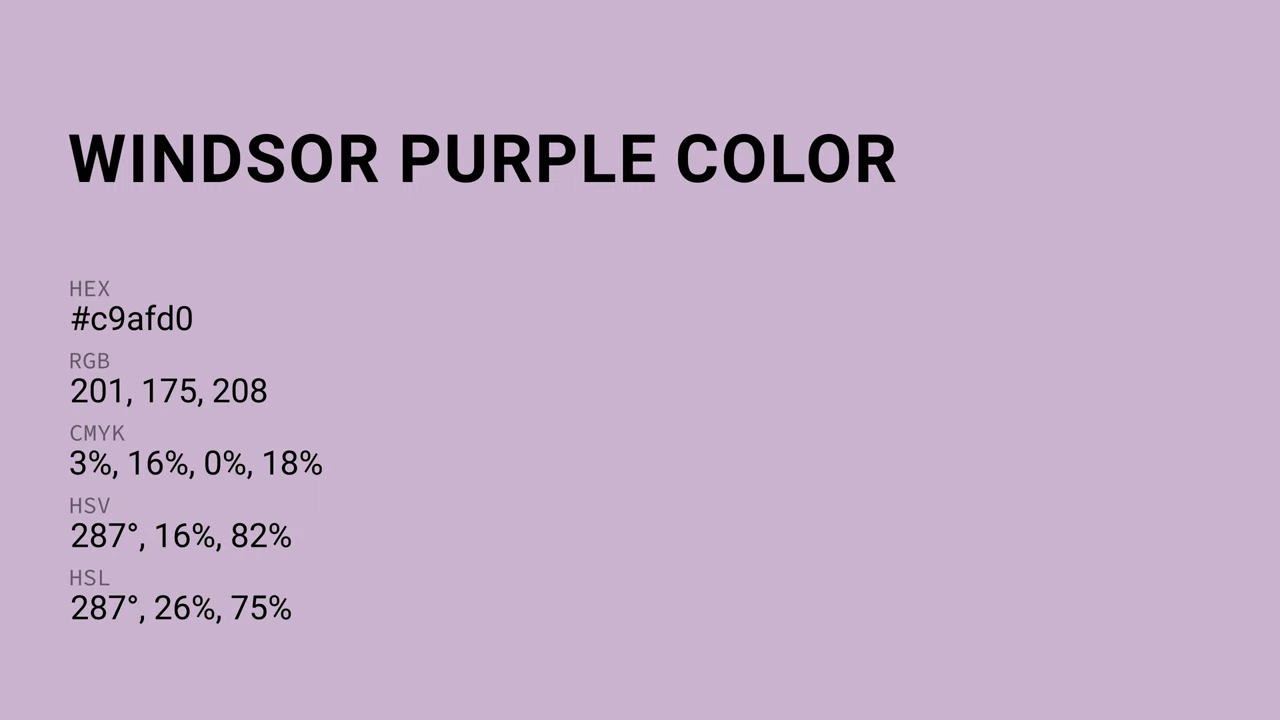 WINDSOR PURPLE COLOR
HEX
#c9afd0
RGB
201, 175, 208
CMYK
3%, 16%, 0%, 18%
HSV
287°, 16%, 82%
HSL
287°, 26%, 75%